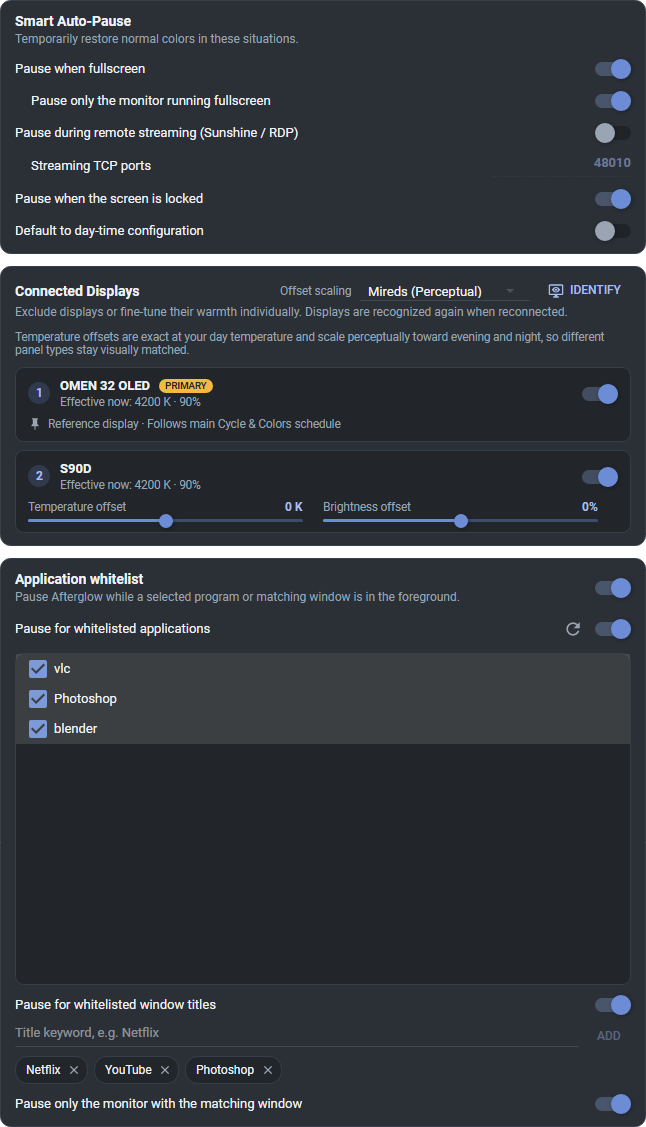 Smart Auto-Pause
Temporarily restore normal colors in these situations.
Pause when fullscreen
Pause only the monitor running fullscreen
Pause during remote streaming (Sunshine / RDP)
Streaming TCP ports 48010
Pause when the screen is locked
Default to day-time configuration
Connected Displays Offset scaling Mireds (Perceptual) IDENTIFY
Exclude displays or fine-tune their warmth individually. Displays are recognized again when reconnected.
Temperature offsets are exact at your day temperature and scale perceptually toward evening and night, so different
panel types stay visually matched.
1 OMEN 32 OLED PRIMARY
Effective now: 4200 K · 90%
Reference display · Follows main Cycle & Colors schedule
2 S90D
Effective now: 4200 K · 90%
Temperature offset 0 K Brightness offset 0%
Application whitelist
Pause Afterglow while a selected program or matching window is in the foreground.
Pause for whitelisted applications
vlc
Photoshop
blender
Pause for whitelisted window titles
Title keyword, e.g. Netflix ADD
Netflix YouTube Photoshop
Pause only the monitor with the matching window